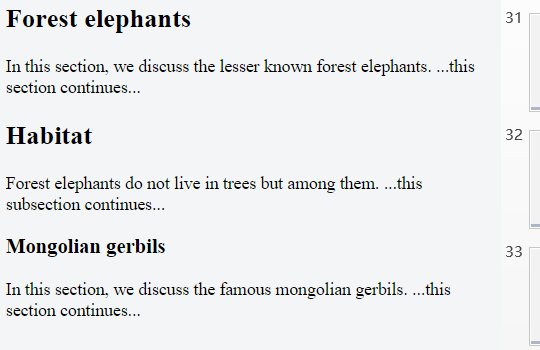 Forest elephants
In this section, we discuss the lesser known forest elephants. ...this
section continues...
Habitat
Forest elephants do not live in trees but among them. ...this
subsection continues...
Mongolian gerbils
In this section, we discuss the famous mongolian gerbils. ...this
section continues...
31
32
33